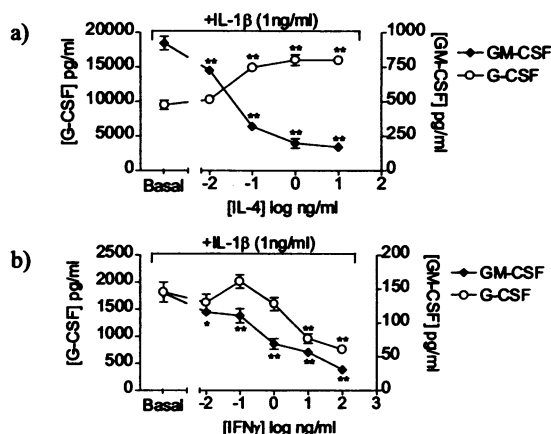 a)
+IL-1β (1ng/ml)
[G-CSF] pg/ml
20000
15000
10000
5000
0
** ** ** **
** ** ** **
1000
750
500
250
0
[GM-CSF] pg/ml
GM-CSF
G-CSF
Basal
-2 -1 0 1 2
[IL-4] log ng/ml
b)
+IL-1β (1ng/ml)
[G-CSF] pg/ml
2500
2000
1500
1000
500
0
** **
* ** ** ** **
200
150
100
50
0
[GM-CSF] pg/ml
GM-CSF
G-CSF
Basal
-2 -1 0 1 2 3
[IFNγ] log ng/ml